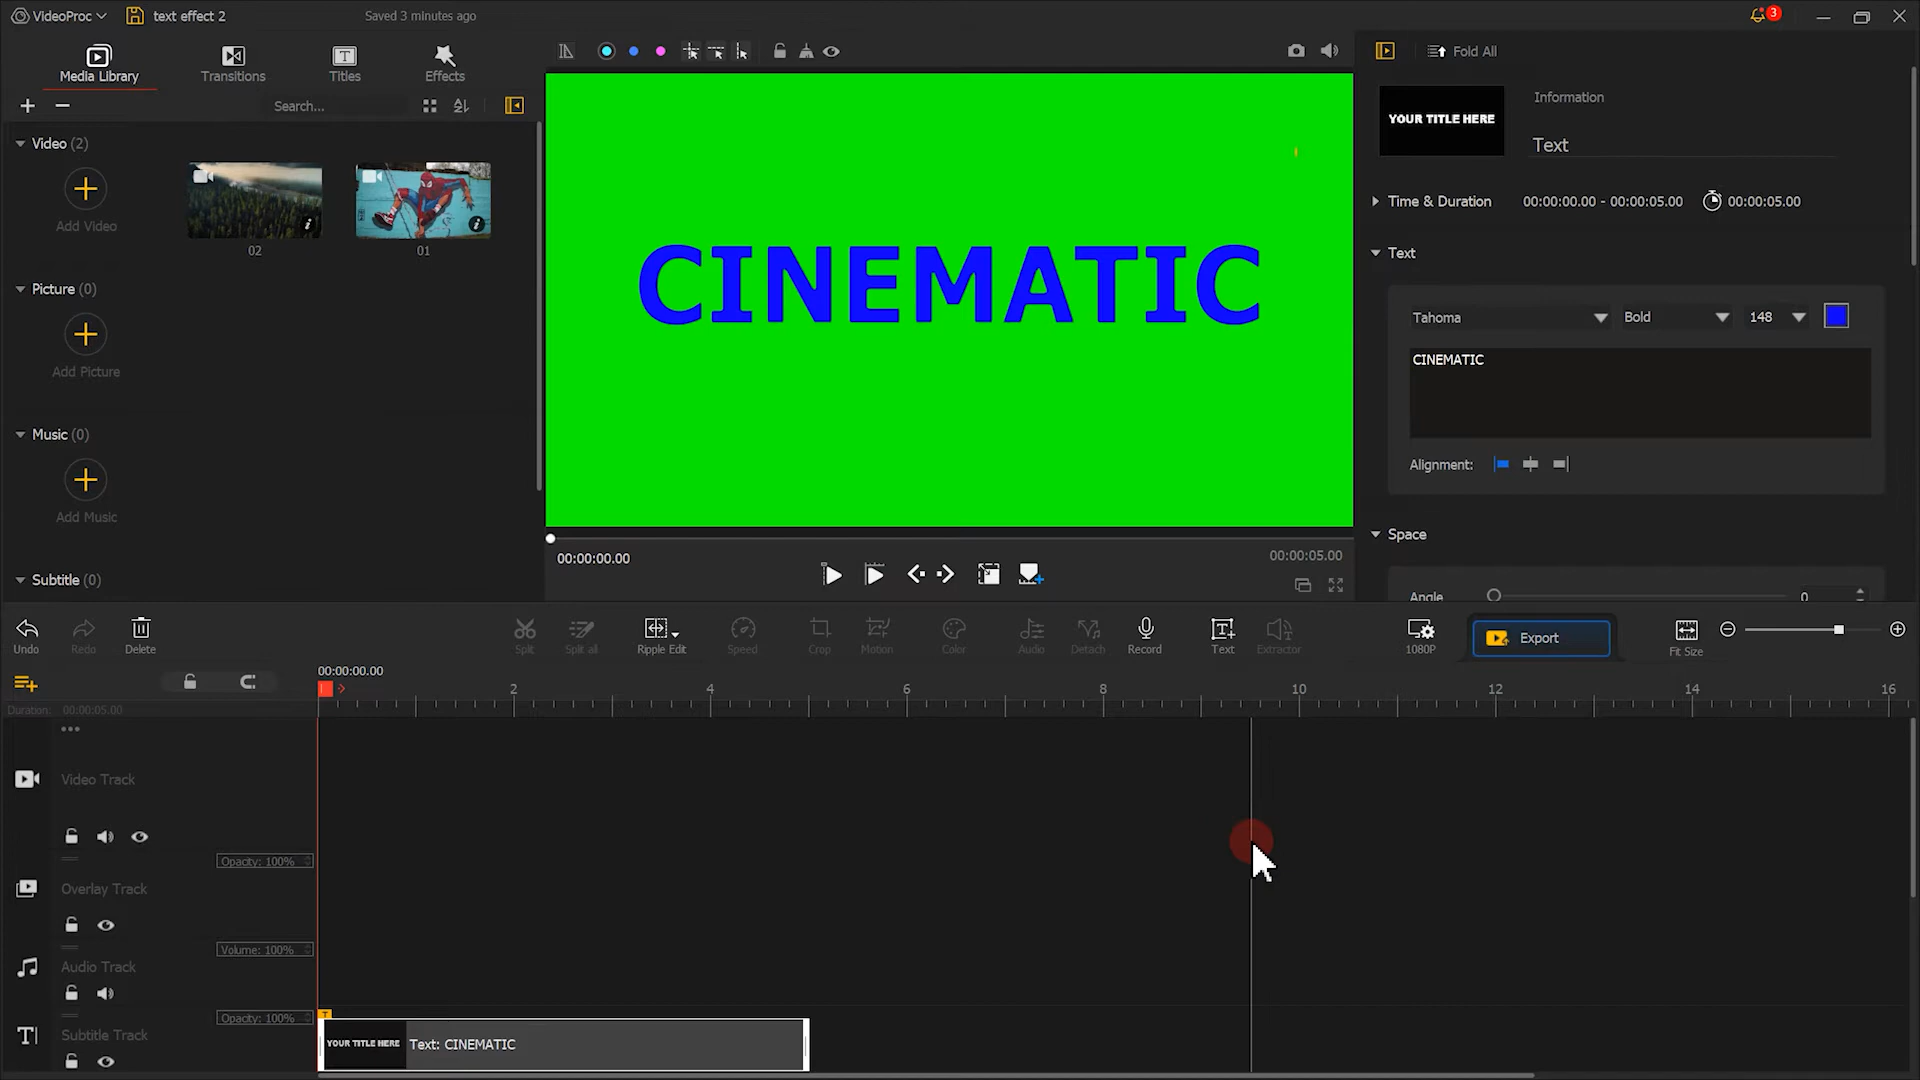 VideoProc
text effect 2
Saved 3 minutes ago
3
Media Library
Transitions
Titles
Effects
Search...
Video (2)
Add Video
02
01
Picture (0)
Add Picture
Music (0)
Add Music
Subtitle (0)
CINEMATIC
00:00:00.00
00:00:05.00
Fold All
YOUR TITLE HERE
Information
Text
Time & Duration
00:00:00.00 - 00:00:05.00
00:00:05.00
Text
Tahoma
Bold
148
CINEMATIC
Alignment:
Space
Angle
0
Undo
Redo
Delete
Split
Split all
Ripple Edit
Speed
Crop
Motion
Color
Audio
Detach
Record
Text
Extractor
1080P
Export
Fit Size
00:00:00.00
2
4
6
8
10
12
14
16
Duration: 00:00:05.00
Video Track
Opacity: 100%
Overlay Track
Volume: 100%
Audio Track
Opacity: 100%
Subtitle Track
T
YOUR TITLE HERE
Text: CINEMATIC